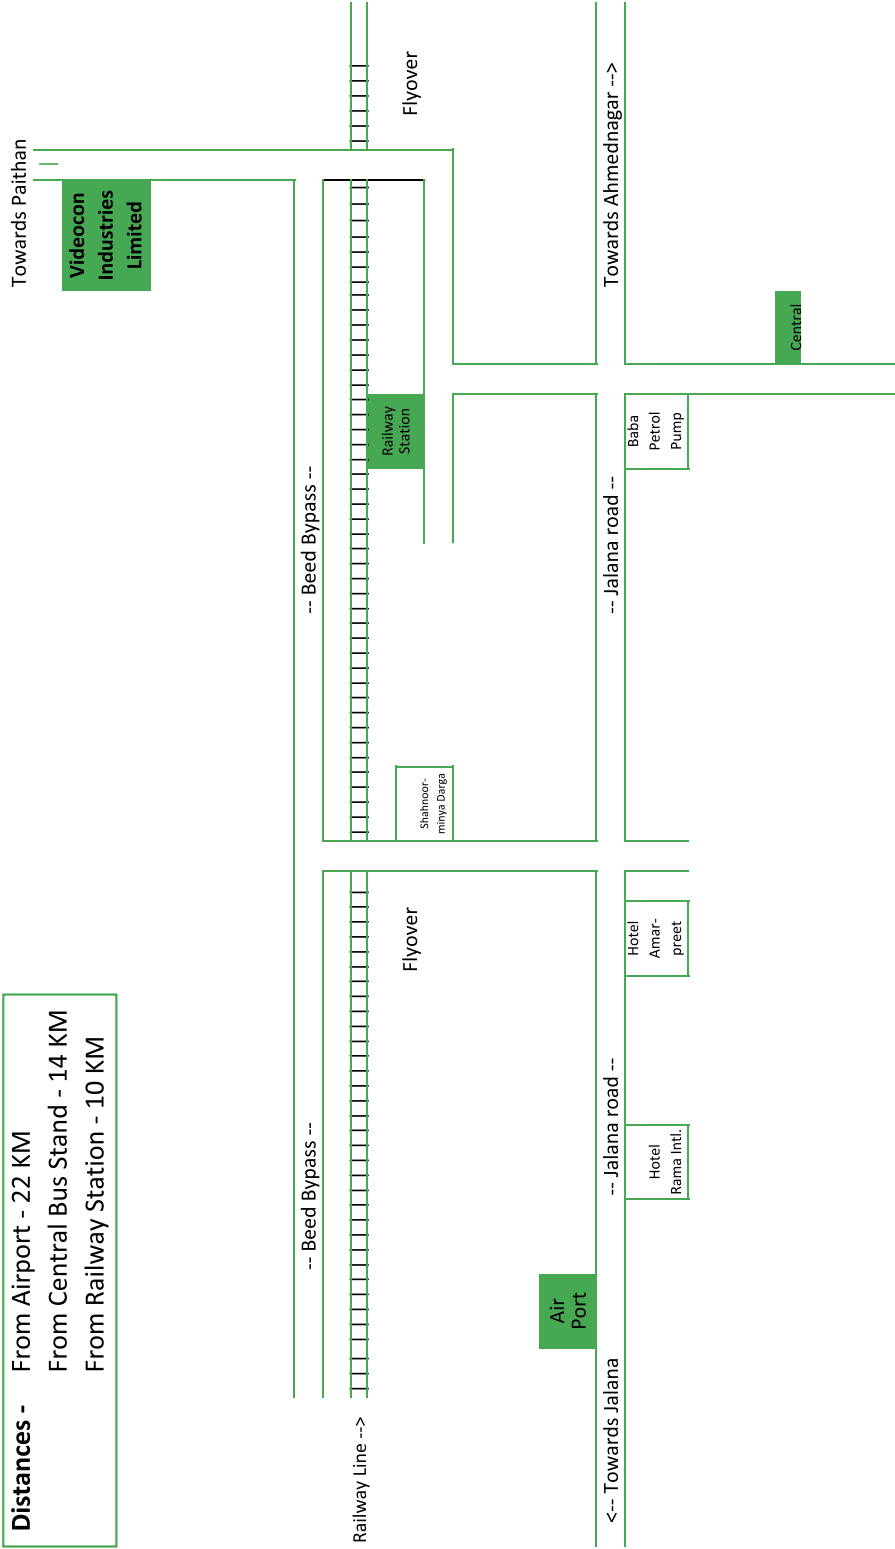 Distances - From Airport - 22 KM
From Central Bus Stand - 14 KM
From Railway Station - 10 KM
Towards Paithan
Videocon
Industries
Limited
-- Beed Bypass --
-- Beed Bypass --
Railway Line -->
Flyover
Shahnoor-
minya Darga
Railway
Station
Flyover
Air
Port
<-- Towards Jalana
-- Jalana road --
-- Jalana road --
Towards Ahmednagar -->
Hotel
Rama Intl.
Hotel
Amar-
preet
Baba
Petrol
Pump
Central